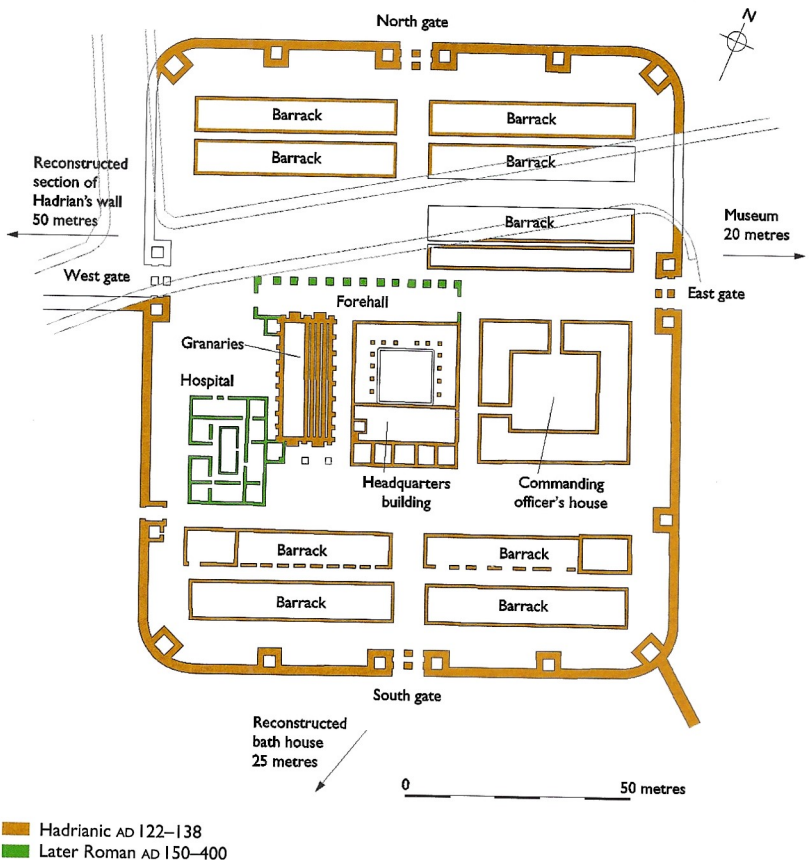 North gate
N
Barrack
Barrack
Barrack
Barrack
Reconstructed
section of
Hadrian's wall
50 metres
Barrack
Museum
20 metres
West gate
East gate
Forehall
Granaries
Hospital
Headquarters
building
Commanding
officer's house
Barrack
Barrack
Barrack
Barrack
South gate
Reconstructed
bath house
25 metres
0
50 metres
Hadrianic AD 122–138
Later Roman AD 150–400